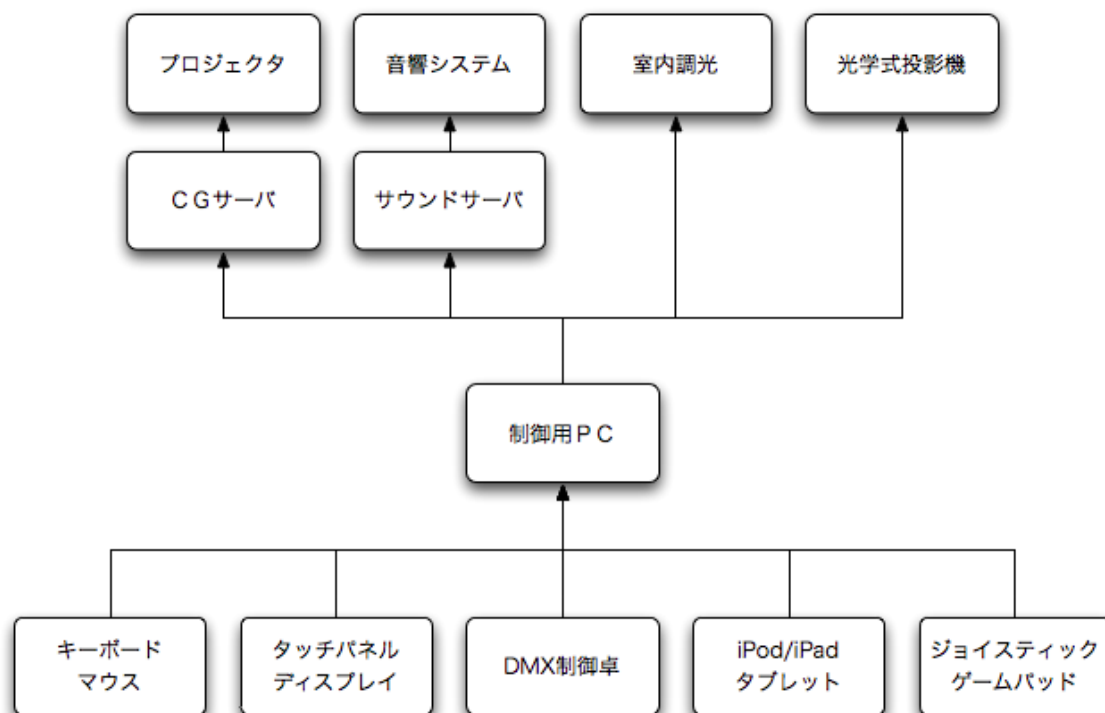 プロジェクタ
音響システム
室内調光
光学式投影機
ＣＧサーバ
サウンドサーバ
制御用ＰＣ
キーボード
マウス
タッチパネル
ディスプレイ
DMX制御卓
iPod/iPad
タブレット
ジョイスティック
ゲームパッド